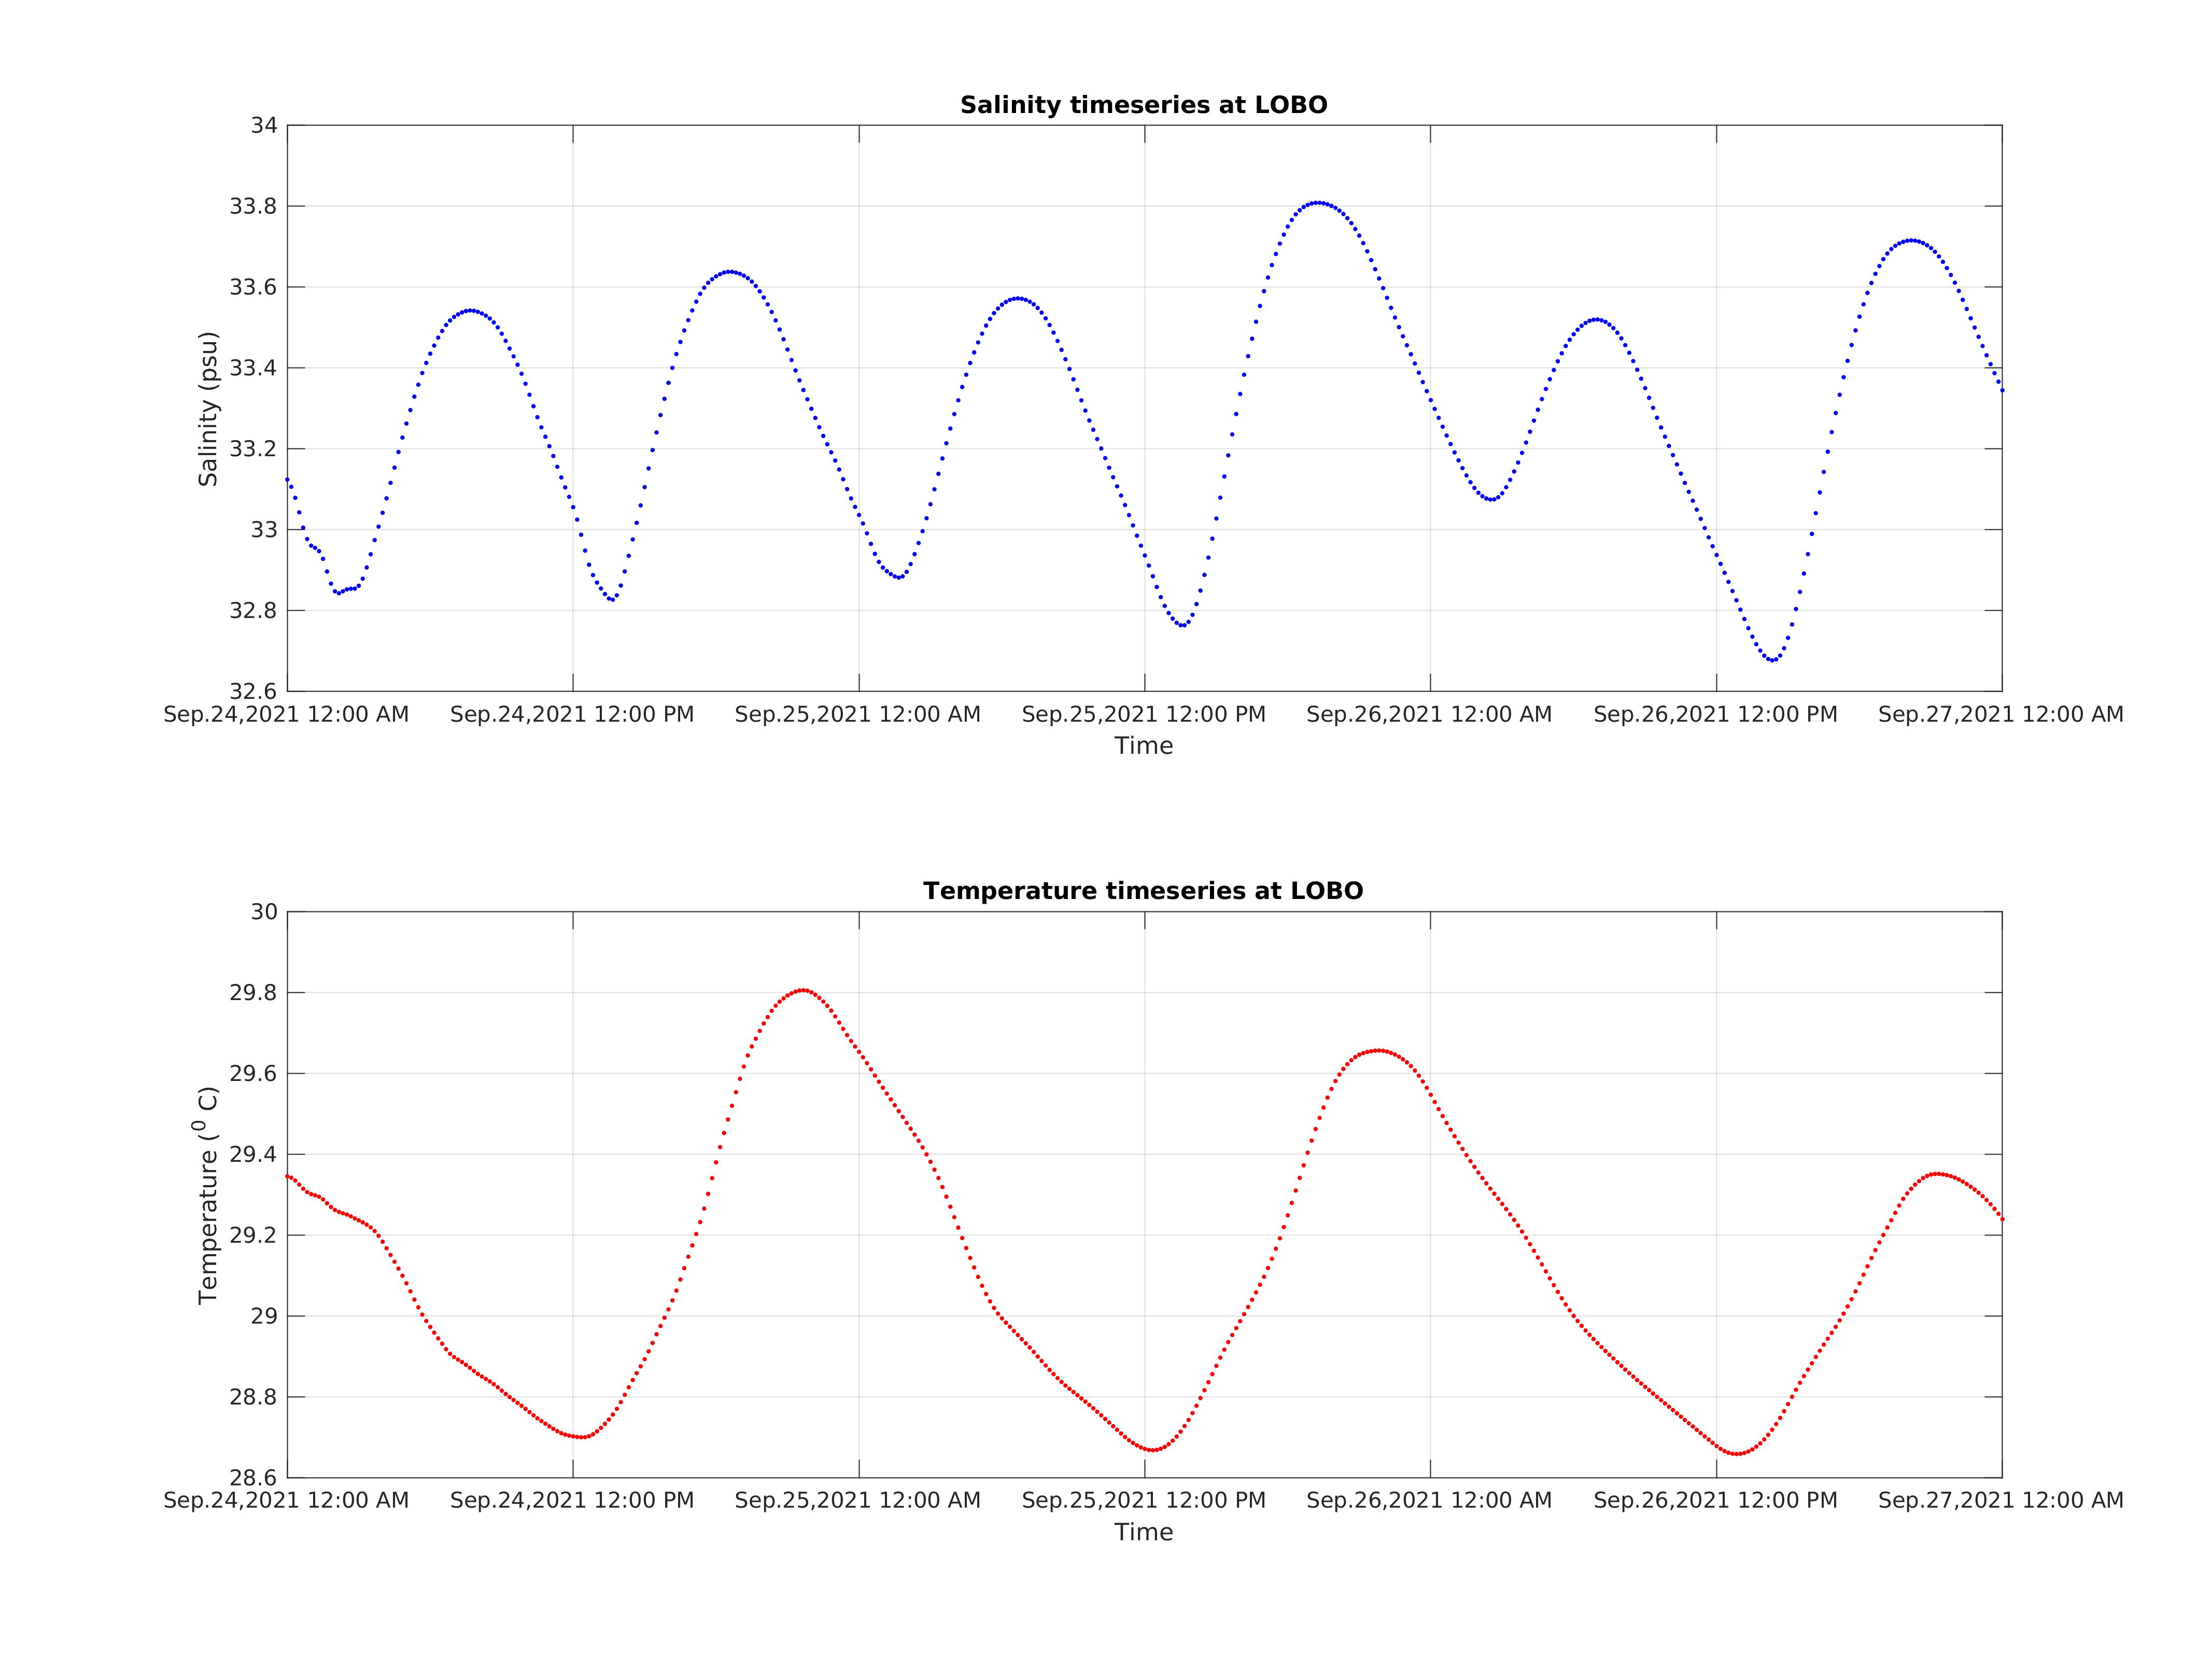 Salinity timeseries at LOBO
34
33.8
33.6
33.4
33.2
33
32.8
32.6
Salinity (psu)
Sep.24,2021 12:00 AM Sep.24,2021 12:00 PM Sep.25,2021 12:00 AM Sep.25,2021 12:00 PM Sep.26,2021 12:00 AM Sep.26,2021 12:00 PM Sep.27,2021 12:00 AM
Time
Temperature timeseries at LOBO
30
29.8
29.6
29.4
29.2
29
28.8
28.6
Temperature (⁰ C)
Sep.24,2021 12:00 AM Sep.24,2021 12:00 PM Sep.25,2021 12:00 AM Sep.25,2021 12:00 PM Sep.26,2021 12:00 AM Sep.26,2021 12:00 PM Sep.27,2021 12:00 AM
Time